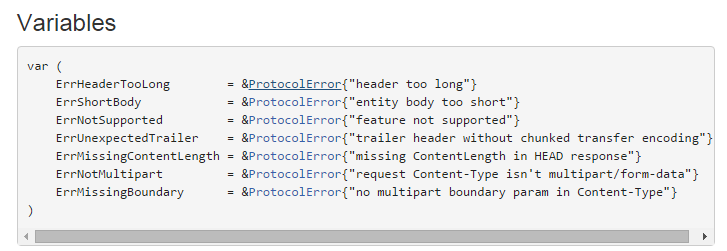 Variables
var (
    ErrHeaderTooLong        = &ProtocolError{"header too long"}
    ErrShortBody            = &ProtocolError{"entity body too short"}
    ErrNotSupported         = &ProtocolError{"feature not supported"}
    ErrUnexpectedTrailer    = &ProtocolError{"trailer header without chunked transfer encoding"}
    ErrMissingContentLength = &ProtocolError{"missing ContentLength in HEAD response"}
    ErrNotMultipart         = &ProtocolError{"request Content-Type isn't multipart/form-data"}
    ErrMissingBoundary      = &ProtocolError{"no multipart boundary param in Content-Type"}
)